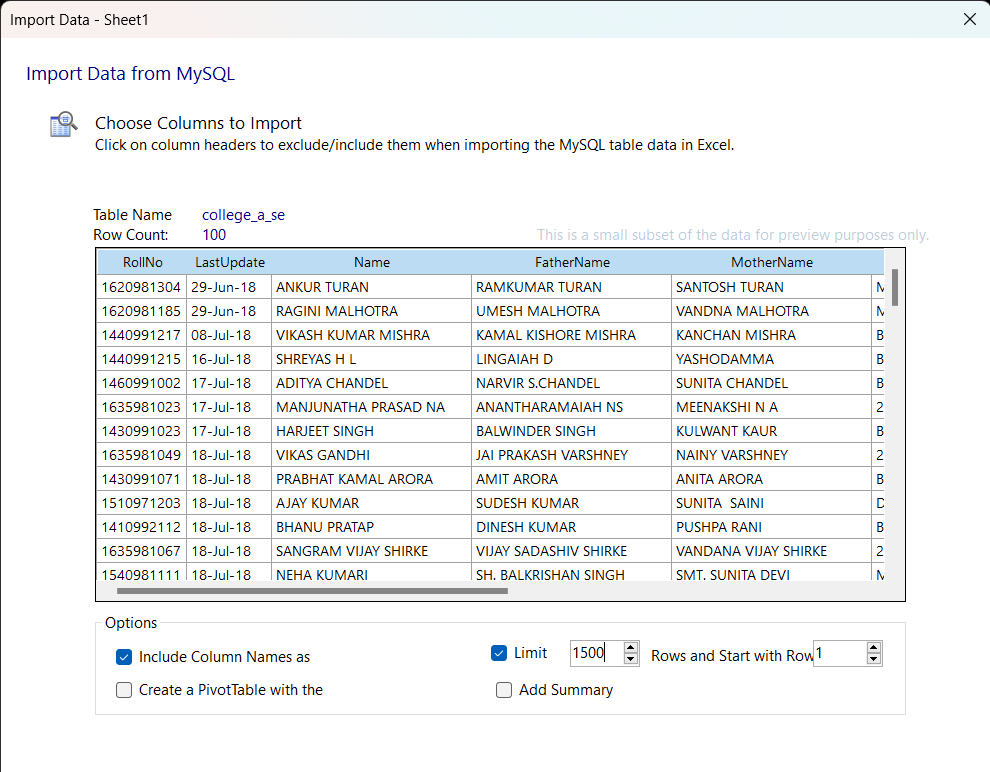 Import Data - Sheet1
Import Data from MySQL
Choose Columns to Import
Click on column headers to exclude/include them when importing the MySQL table data in Excel.
Table Name college_a_se
Row Count: 100 This is a small subset of the data for preview purposes only.
RollNo LastUpdate Name FatherName MotherName
1620981304 29-Jun-18 ANKUR TURAN RAMKUMAR TURAN SANTOSH TURAN M
1620981185 29-Jun-18 RAGINI MALHOTRA UMESH MALHOTRA VANDNA MALHOTRA M
1440991217 08-Jul-18 VIKASH KUMAR MISHRA KAMAL KISHORE MISHRA KANCHAN MISHRA B
1440991215 16-Jul-18 SHREYAS H L LINGAIAH D YASHODAMMA B
1460991002 17-Jul-18 ADITYA CHANDEL NARVIR S.CHANDEL SUNITA CHANDEL B
1635981023 17-Jul-18 MANJUNATHA PRASAD NA ANANTHARAMAIAH NS MEENAKSHI N A 2
1430991023 17-Jul-18 HARJEET SINGH BALWINDER SINGH KULWANT KAUR B
1635981049 18-Jul-18 VIKAS GANDHI JAI PRAKASH VARSHNEY NAINY VARSHNEY 2
1430991071 18-Jul-18 PRABHAT KAMAL ARORA AMIT ARORA ANITA ARORA B
1510971203 18-Jul-18 AJAY KUMAR SUDESH KUMAR SUNITA  SAINI D
1410992112 18-Jul-18 BHANU PRATAP DINESH KUMAR PUSHPA RANI B
1635981067 18-Jul-18 SANGRAM VIJAY SHIRKE VIJAY SADASHIV SHIRKE VANDANA VIJAY SHIRKE 2
1540981111 18-Jul-18 NEHA KUMARI SH. BALKRISHAN SINGH SMT. SUNITA DEVI M
Options
Include Column Names as Limit 1500 Rows and Start with Row 1
Create a PivotTable with the Add Summary